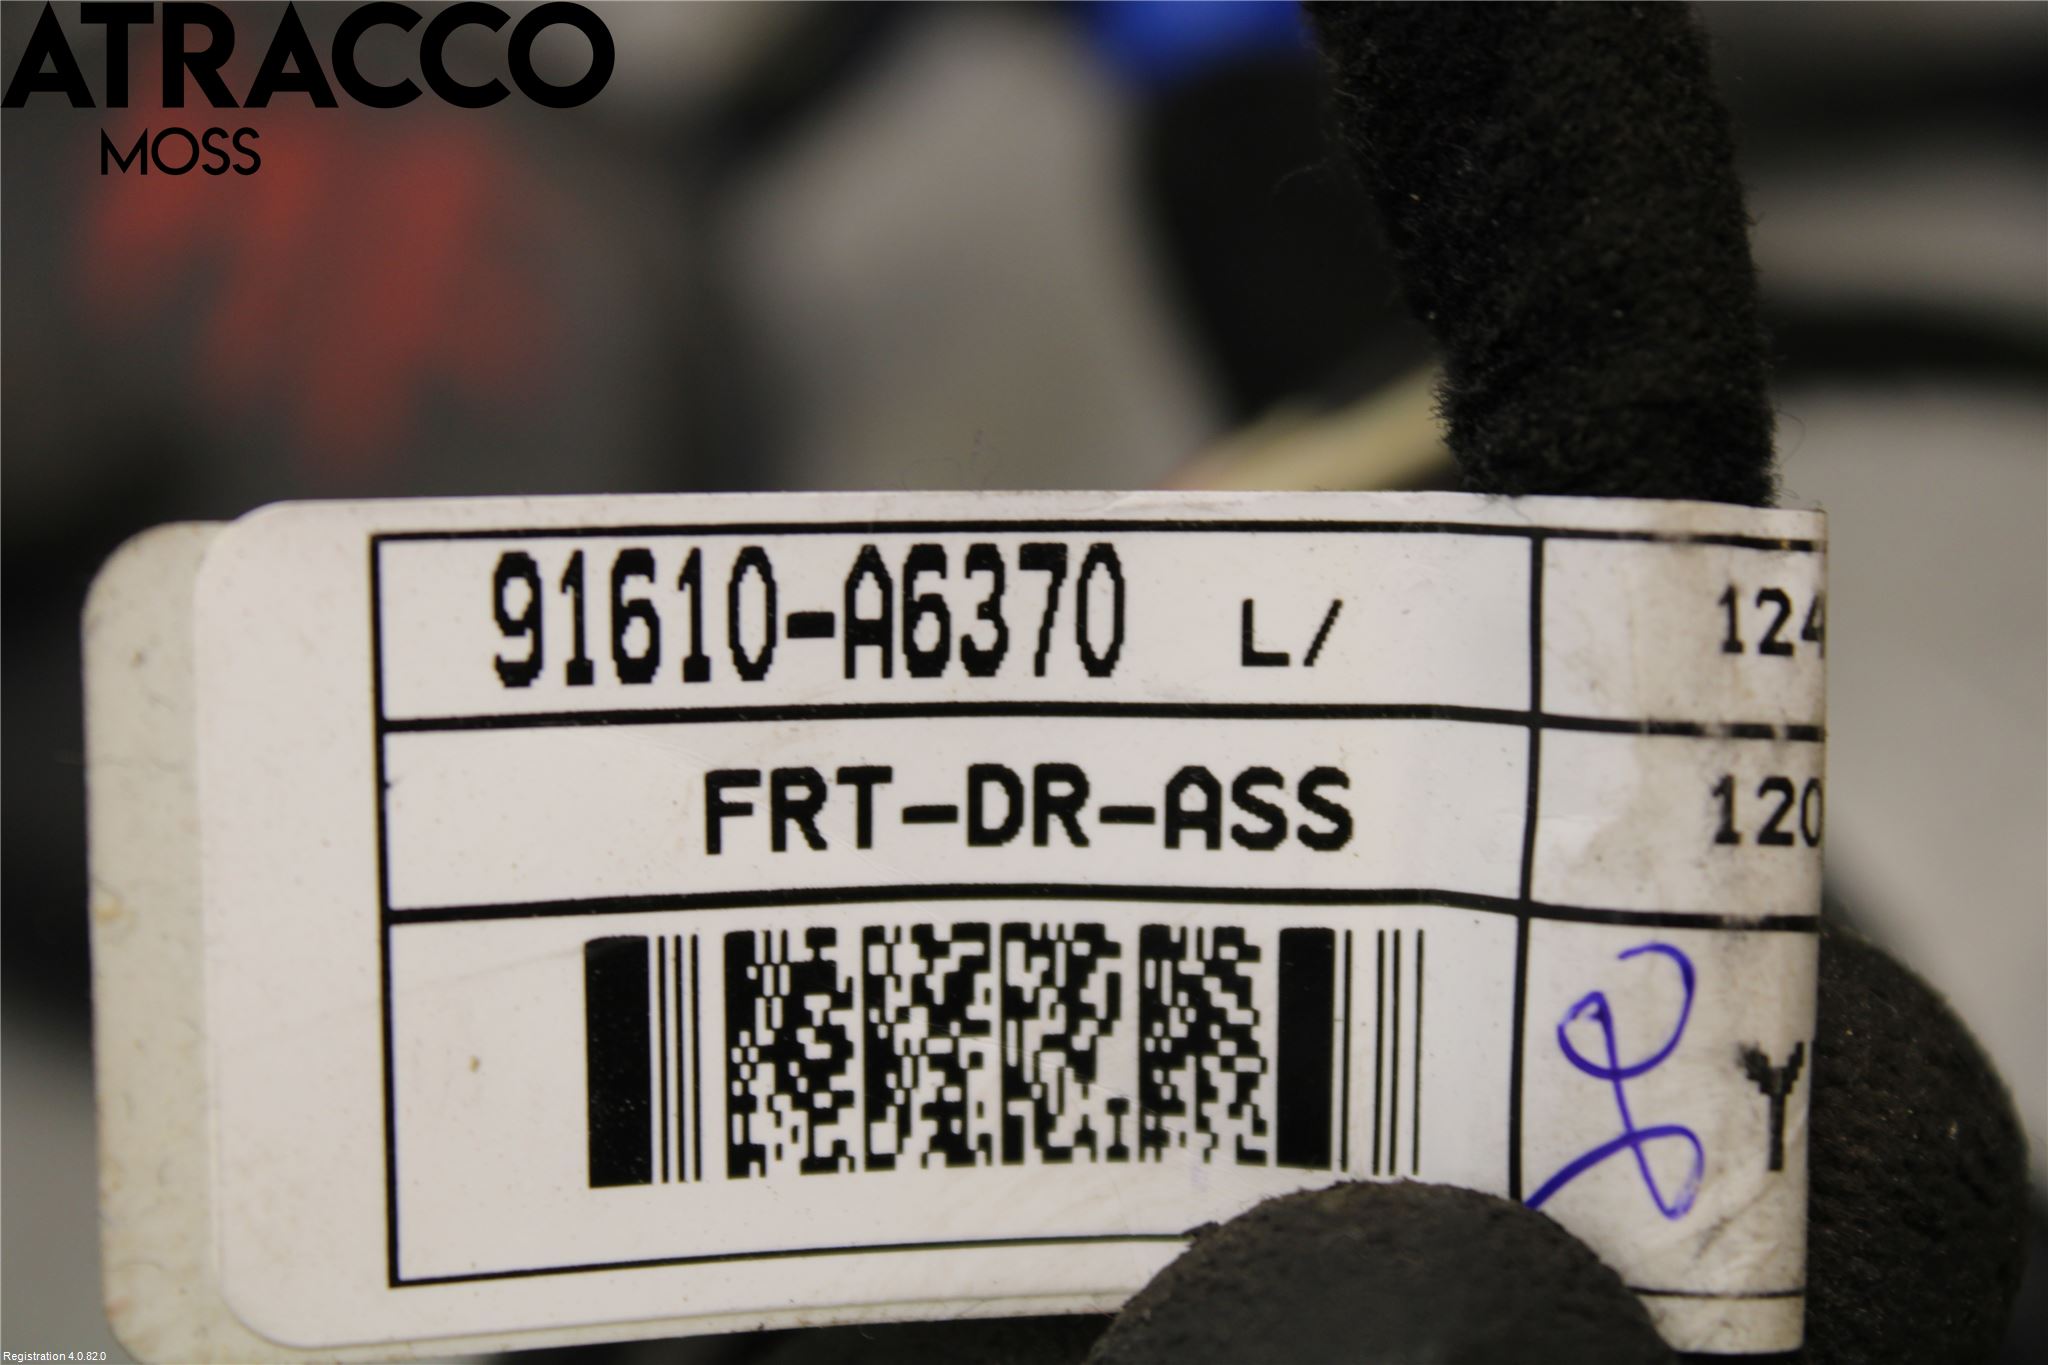 ATRACCO
MOSS
91610-A6370 L/
124
FRT-DR-ASS
120
Y
Registration 4.0.82.0